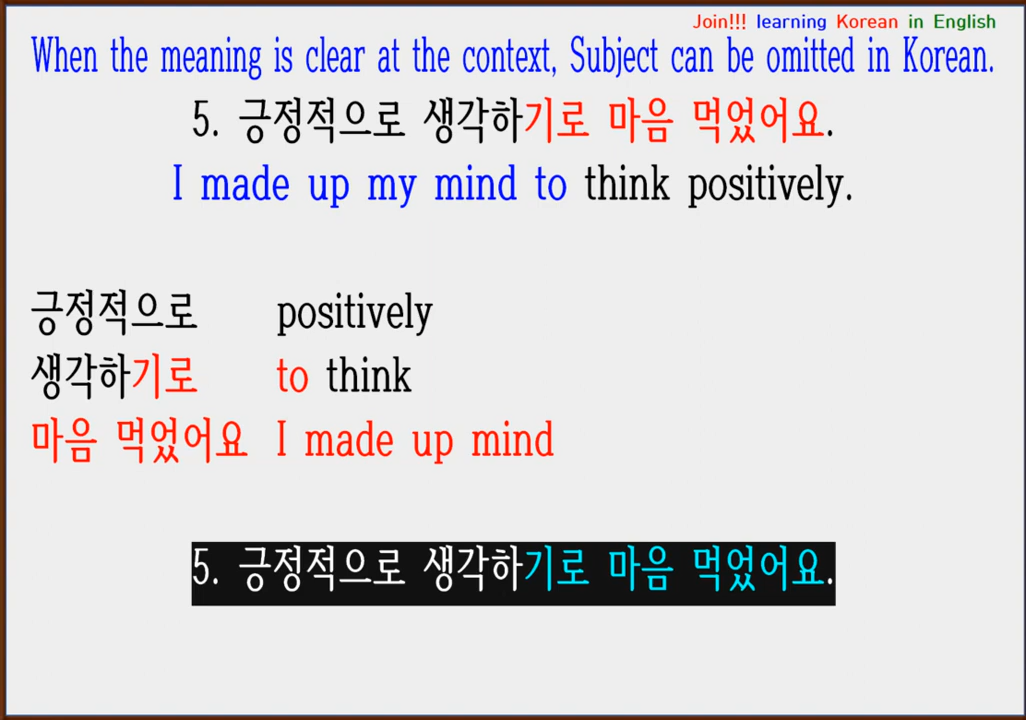 Join!!! learning Korean in English
When the meaning is clear at the context, Subject can be omitted in Korean.
5. 긍정적으로 생각하기로 마음 먹었어요.
I made up my mind to think positively.
긍정적으로 positively
생각하기로 to think
마음 먹었어요 I made up mind
5. 긍정적으로 생각하기로 마음 먹었어요.